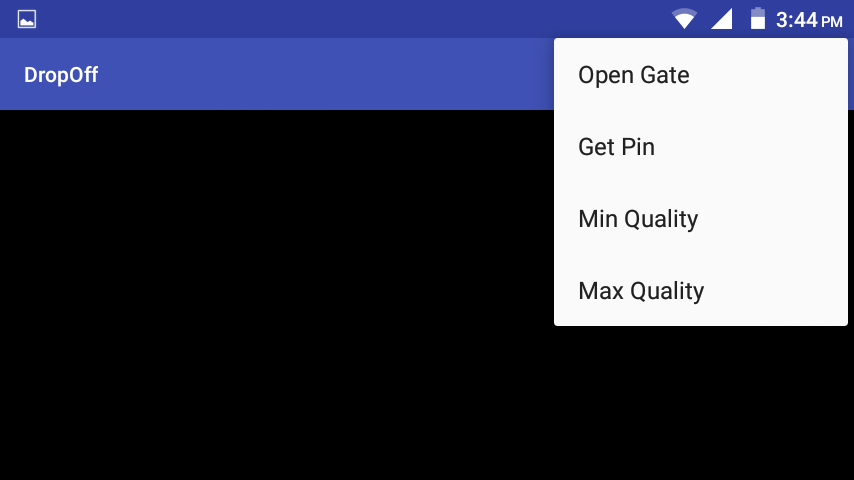 3:44 PM
DropOff
Open Gate
Get Pin
Min Quality
Max Quality